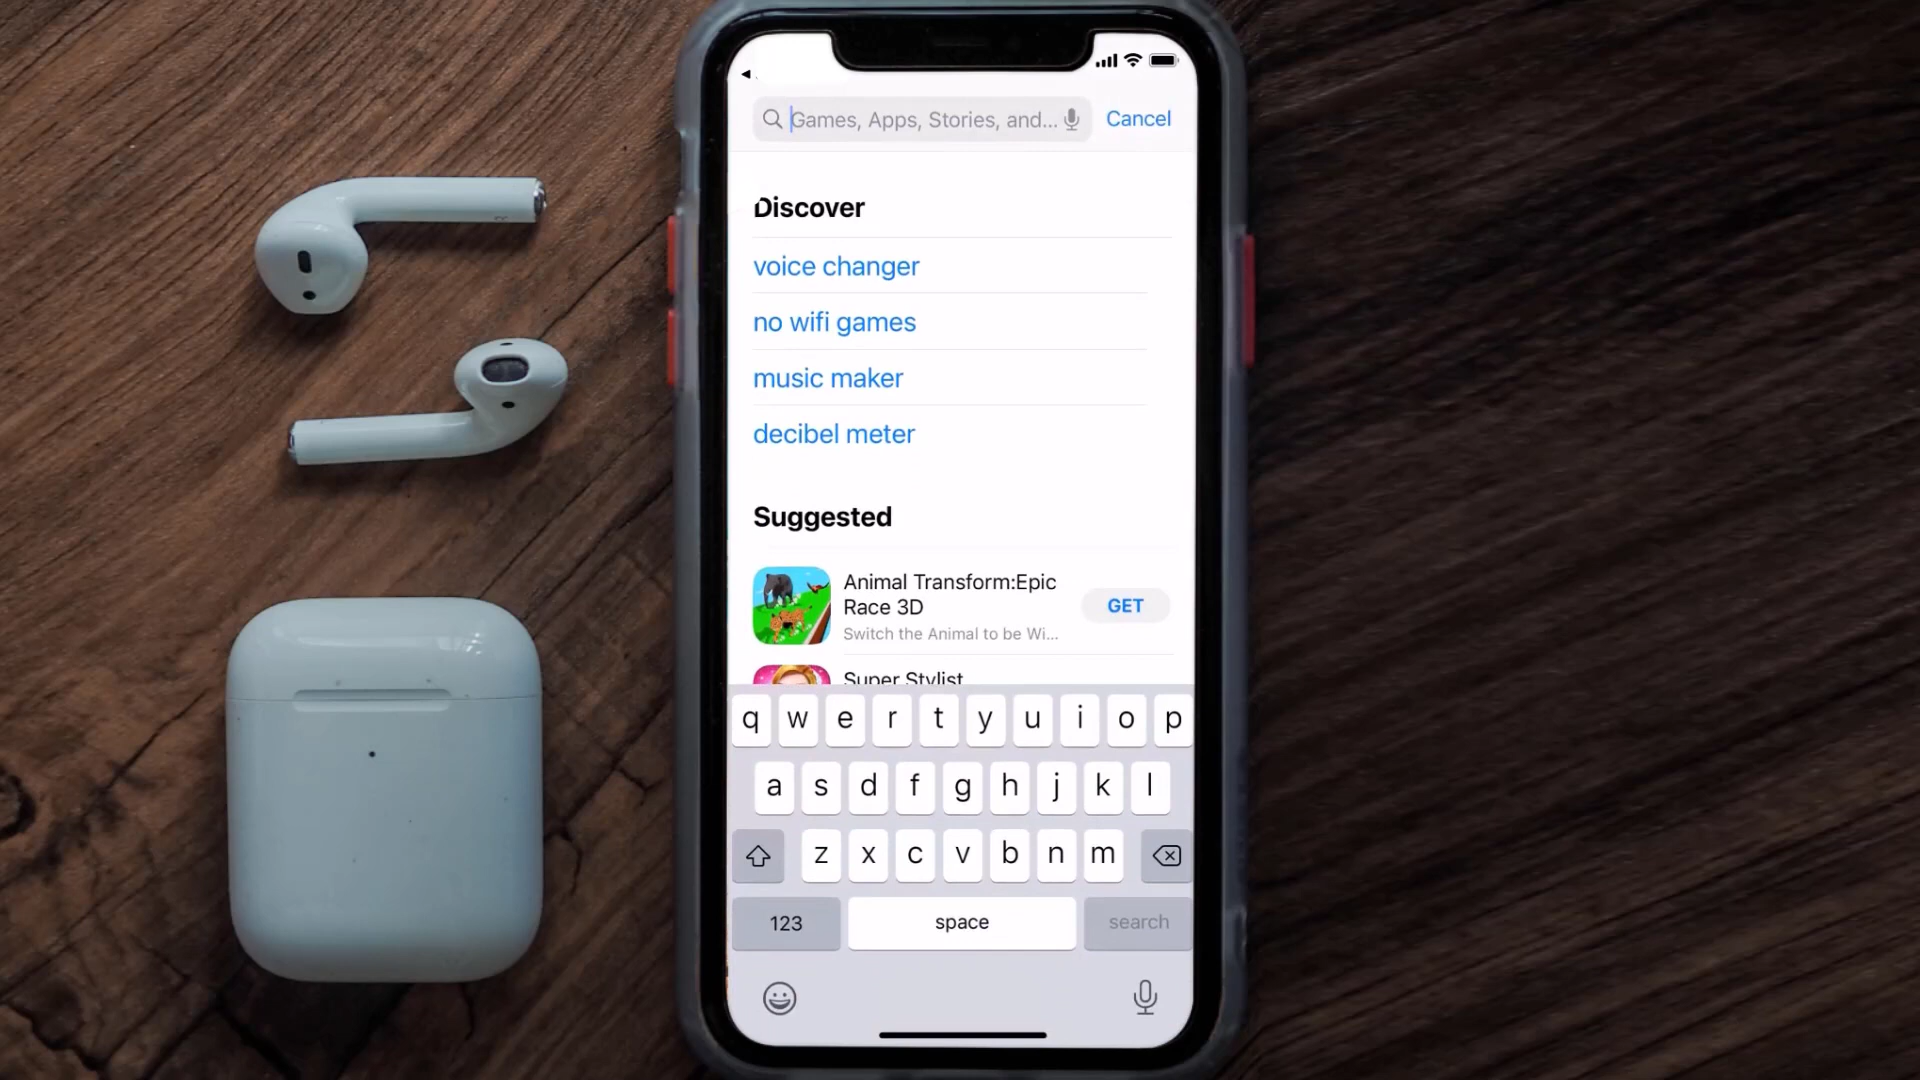 Games, Apps, Stories, and...
Cancel
Discover
voice changer
no wifi games
music maker
decibel meter
Suggested
Animal Transform:Epic
Race 3D
Switch the Animal to be Wi...
GET
Super Stylist
q w e r t y u i o p
a s d f g h j k l
z x c v b n m
123
space
search